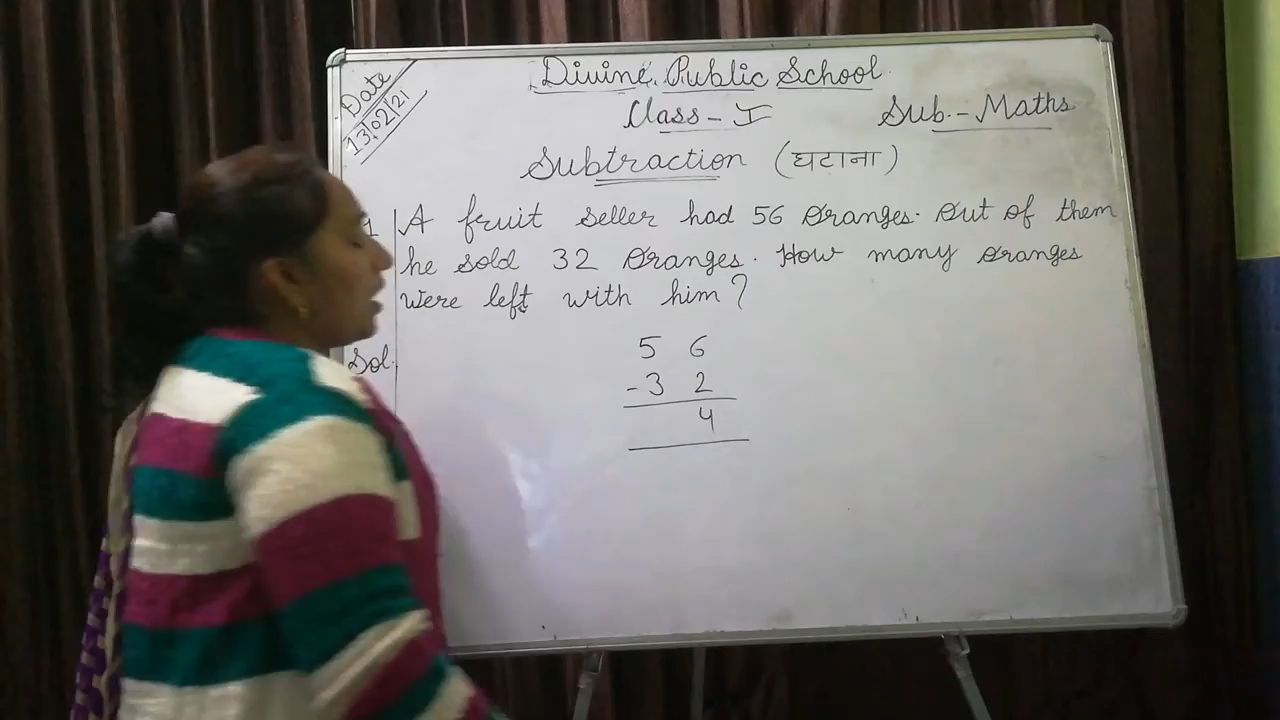 Date
13/02/21
Divine Public School
Class - I
Sub. - Maths
Subtraction (घटाना)
1 A fruit seller had 56 Oranges. Out of them
he sold 32 Oranges. How many oranges
were left with him?
Sol.
5 6
- 3 2
4